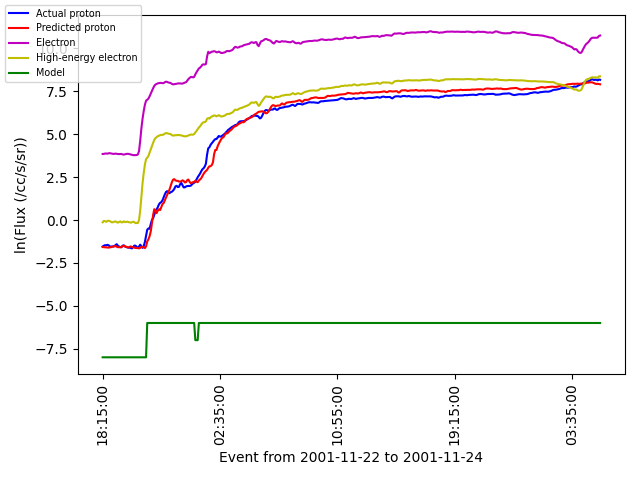 Actual proton
Predicted proton
Electron
High-energy electron
Model
10.0
7.5
5.0
2.5
0.0
−2.5
−5.0
−7.5
ln(Flux (/cc/s/sr))
18:15:00
02:35:00
10:55:00
19:15:00
03:35:00
Event from 2001-11-22 to 2001-11-24